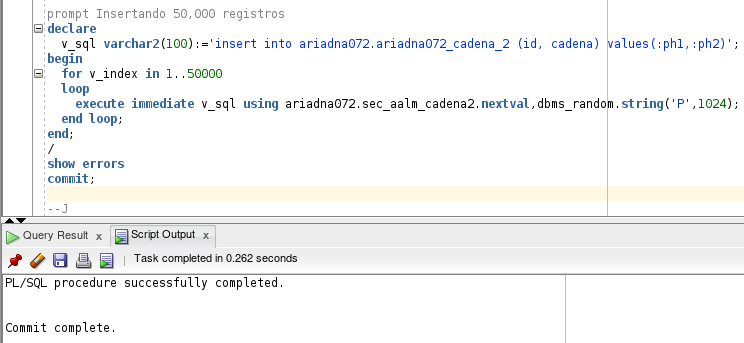 prompt Insertando 50,000 registros
declare
v_sql varchar2(100):='insert into ariadna072.ariadna072_cadena_2 (id, cadena) values(:ph1,:ph2)';
begin
for v_index in 1..50000
loop
execute immediate v_sql using ariadna072.sec_aalm_cadena2.nextval,dbms_random.string('P',1024);
end loop;
end;
/
show errors
commit;
--J
Query Result x Script Output x
Task completed in 0.262 seconds
PL/SQL procedure successfully completed.
Commit complete.